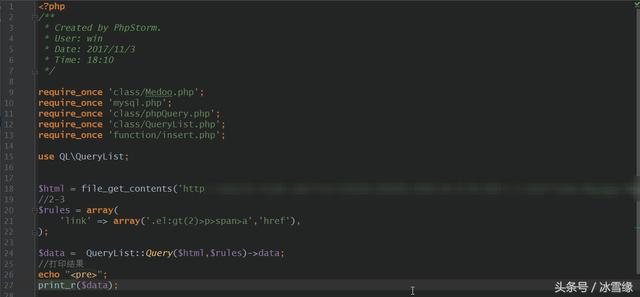 1 <?php
2 /**
3 * Created by PhpStorm.
4 * User: win
5 * Date: 2017/11/3
6 * Time: 18:10
7 */
8
9 require_once 'class/Medoo.php';
10 require_once 'mysql.php';
11 require_once 'class/phpQuery.php';
12 require_once 'class/QueryList.php';
13 require_once 'function/insert.php';
14
15 use QL\QueryList;
16
17
18 $html = file_get_contents('http
19 //2-3
20 $rules = array(
21 'link' => array('.el:gt(2)>p>span>a','href'),
22 );
23
24 $data = QueryList::Query($html,$rules)->data;
25 //打印结果
26 echo "<pre>";
27 print_r($data);
头条号 / 冰雪缘